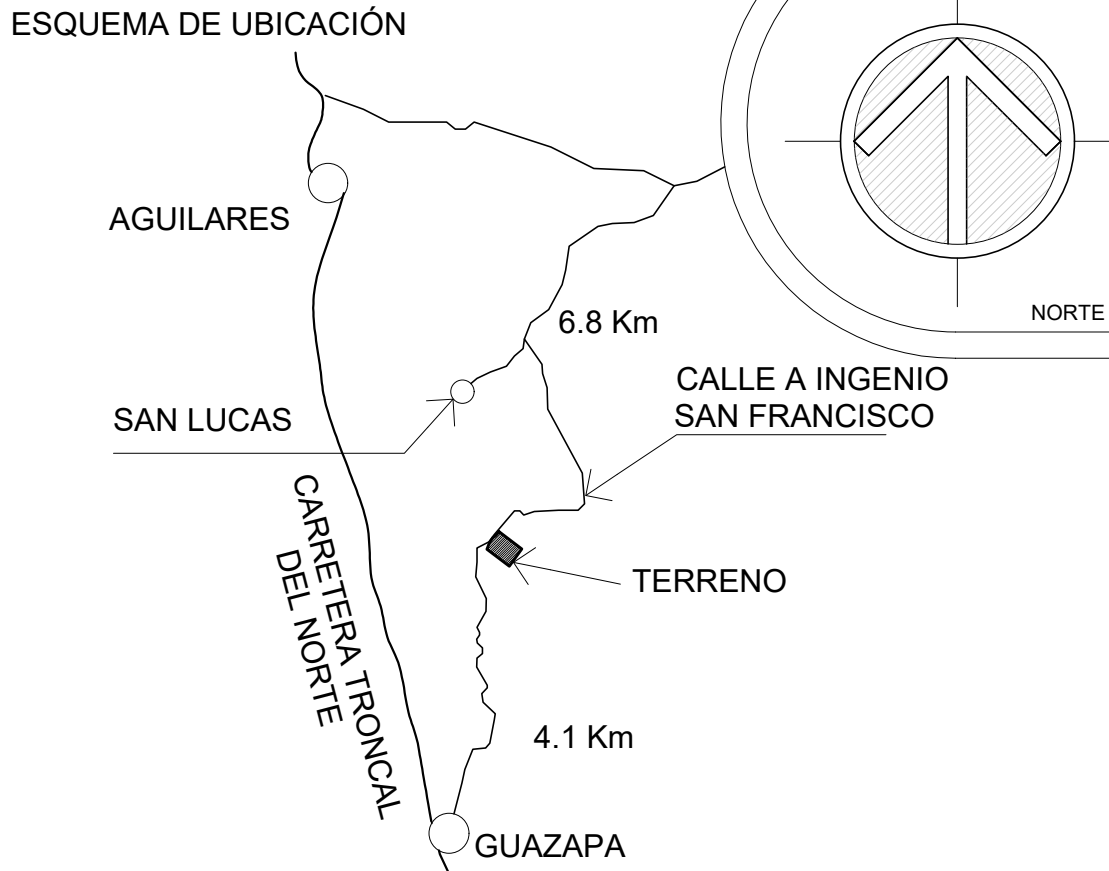 ESQUEMA DE UBICACIÓN
AGUILARES
NORTE
6.8 Km
CALLE A INGENIO
SAN FRANCISCO
SAN LUCAS
CARRETERA TRONCAL
DEL NORTE
TERRENO
4.1 Km
GUAZAPA